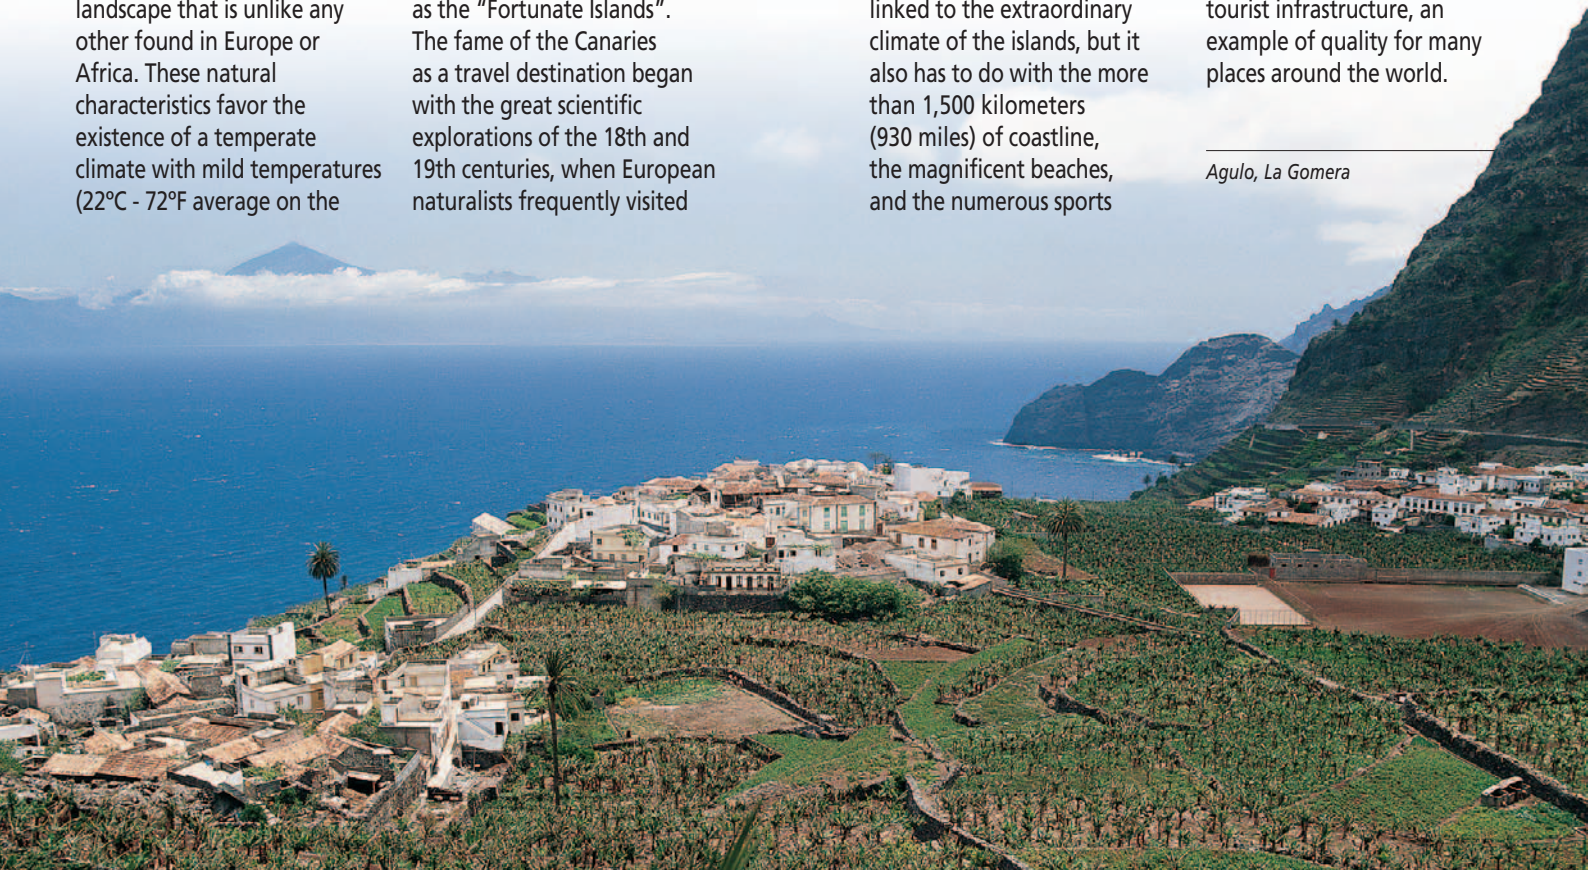 landscape that is unlike any
other found in Europe or
Africa. These natural
characteristics favor the
existence of a temperate
climate with mild temperatures
(22ºC - 72ºF average on the
as the “Fortunate Islands”.
The fame of the Canaries
as a travel destination began
with the great scientific
explorations of the 18th and
19th centuries, when European
naturalists frequently visited
linked to the extraordinary
climate of the islands, but it
also has to do with the more
than 1,500 kilometers
(930 miles) of coastline,
the magnificent beaches,
and the numerous sports
tourist infrastructure, an
example of quality for many
places around the world.
Agulo, La Gomera